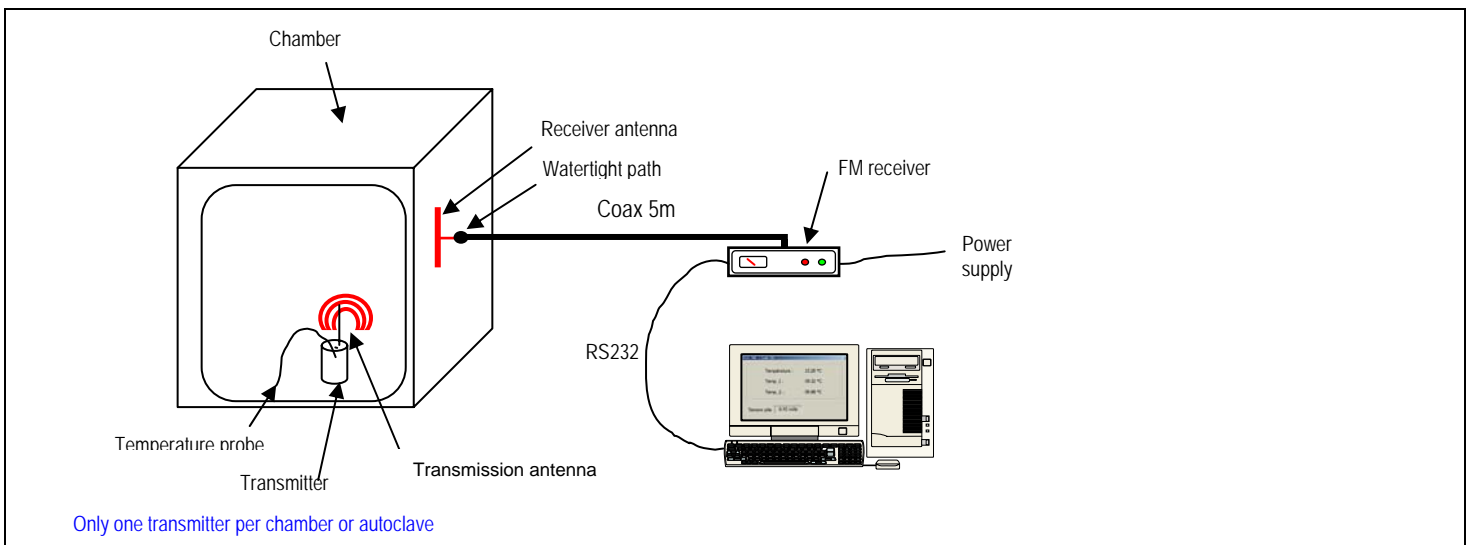 Chamber
Receiver antenna
Watertight path
FM receiver
Coax 5m
Power
supply
RS232
Temperature probe
Transmission antenna
Transmitter
Only one transmitter per chamber or autoclave